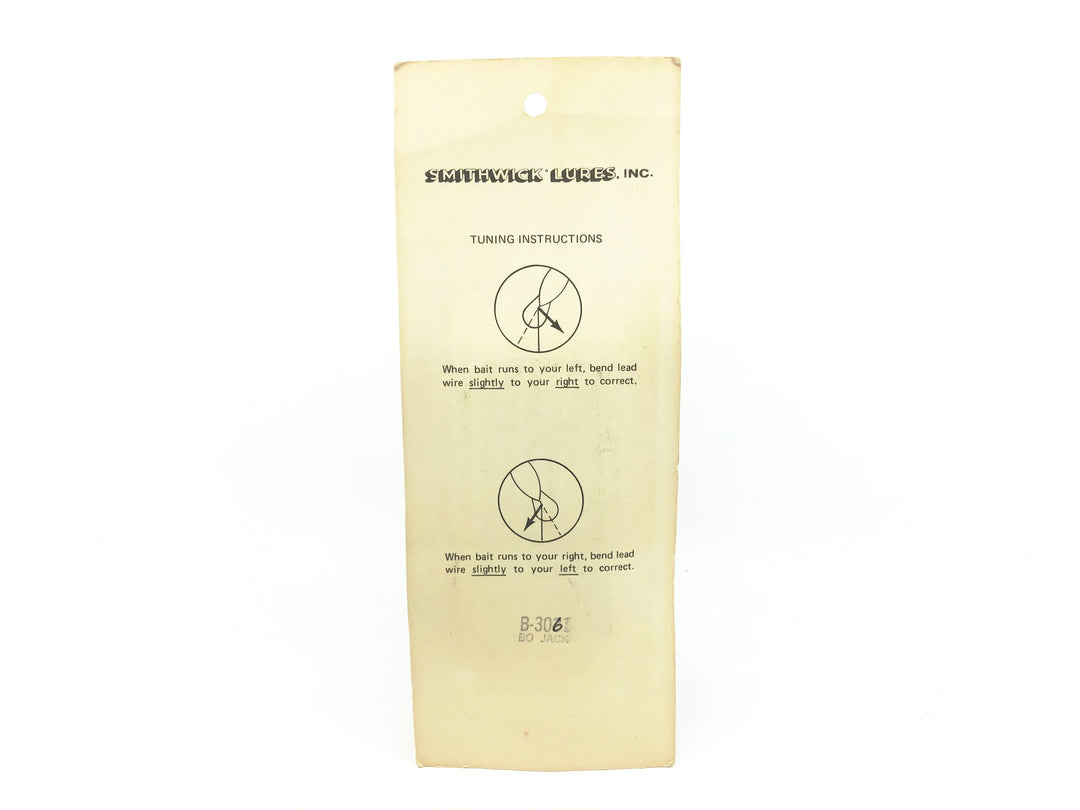 SMITHWICK LURES, INC.
TUNING INSTRUCTIONS
When bait runs to your left, bend lead
wire slightly to your right to correct.
When bait runs to your right, bend lead
wire slightly to your left to correct.
BO JACK